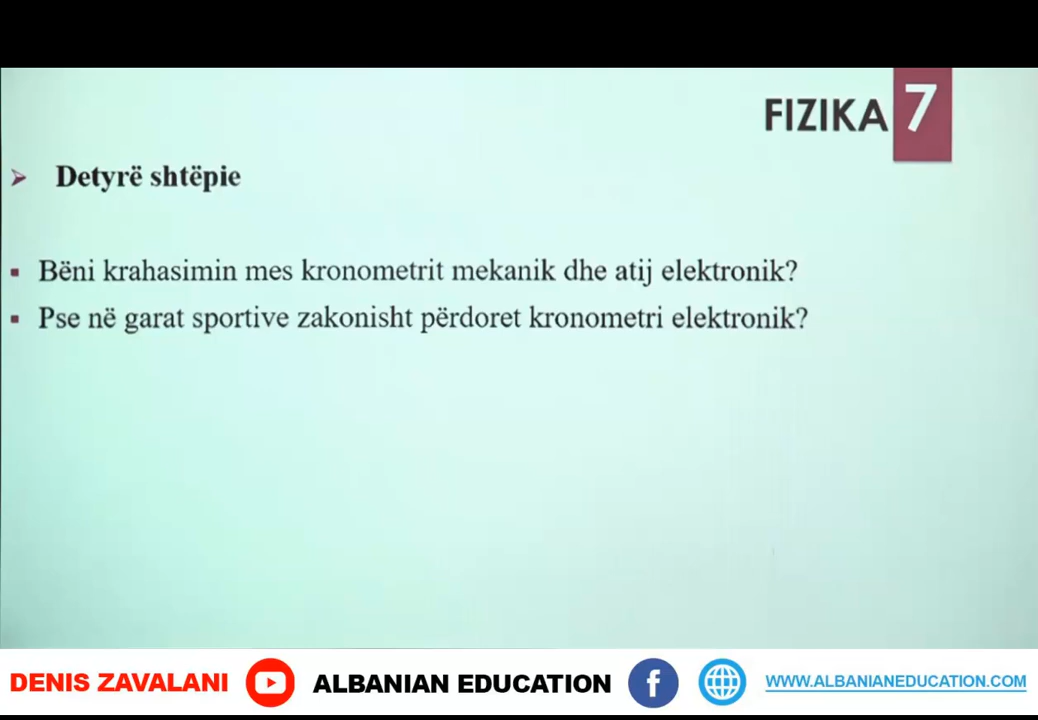 FIZIKA 7
Detyrë shtëpie
Bëni krahasimin mes kronometrit mekanik dhe atij elektronik?
Pse në garat sportive zakonisht përdoret kronometri elektronik?
DENIS ZAVALANI ALBANIAN EDUCATION f WWW.ALBANIANEDUCATION.COM